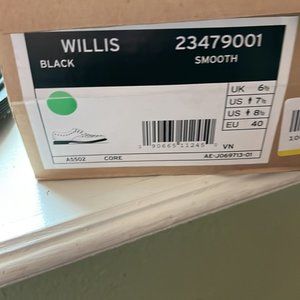 WILLIS 23479001
BLACK SMOOTH
UK 6½
US 7½
US 8½
EU 40
A5502 CORE AE-J069713-01
VN